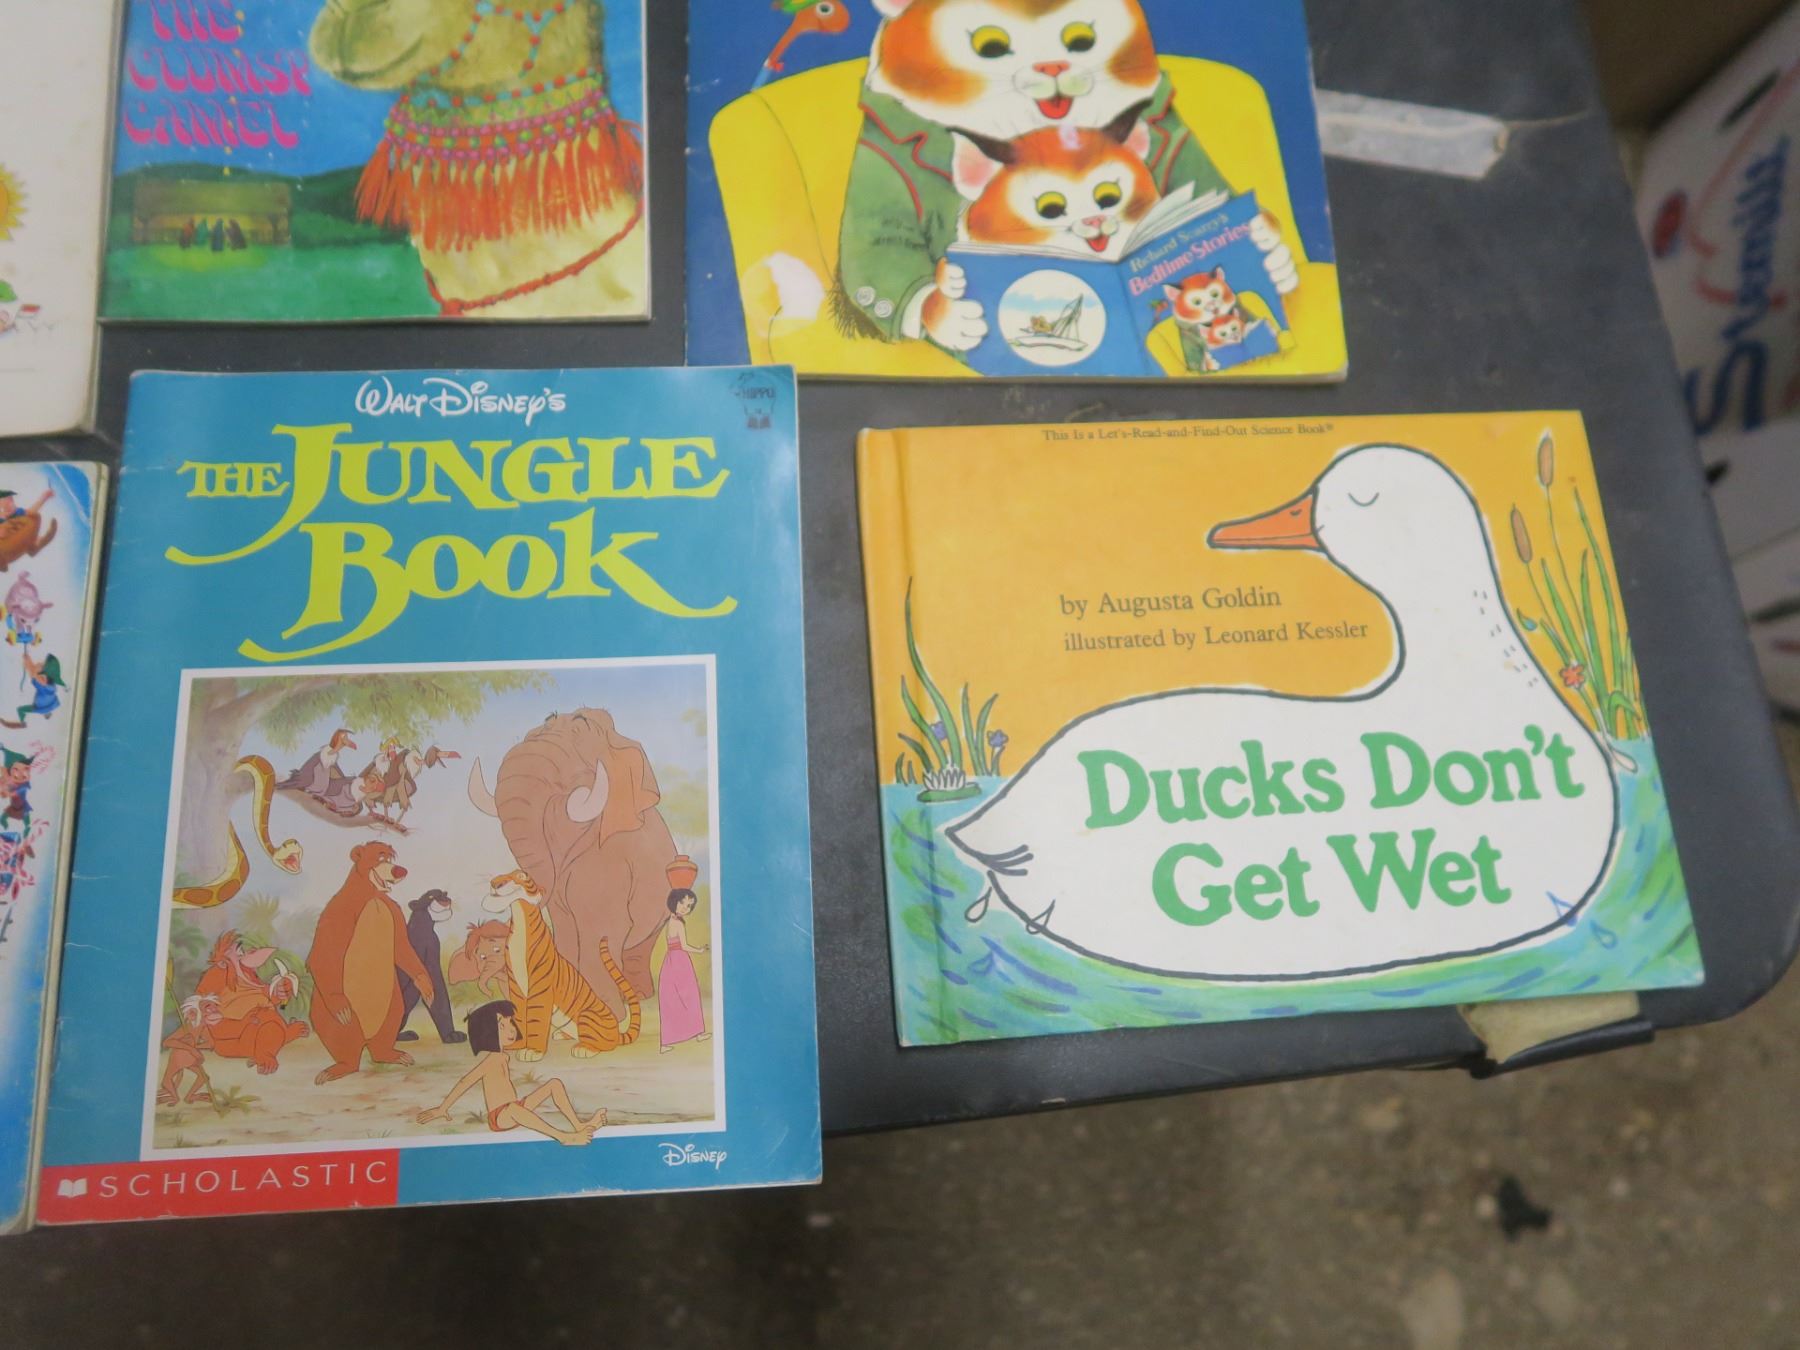 THE
CLUMSY
CAMEL
Richard Scarry's
Bedtime Stories
WALT DISNEY'S
HIPPO
THE JUNGLE
BOOK
DISNEY
SCHOLASTIC
This Is a Let's-Read-and-Find-Out Science Book®
by Augusta Goldin
illustrated by Leonard Kessler
Ducks Don't
Get Wet